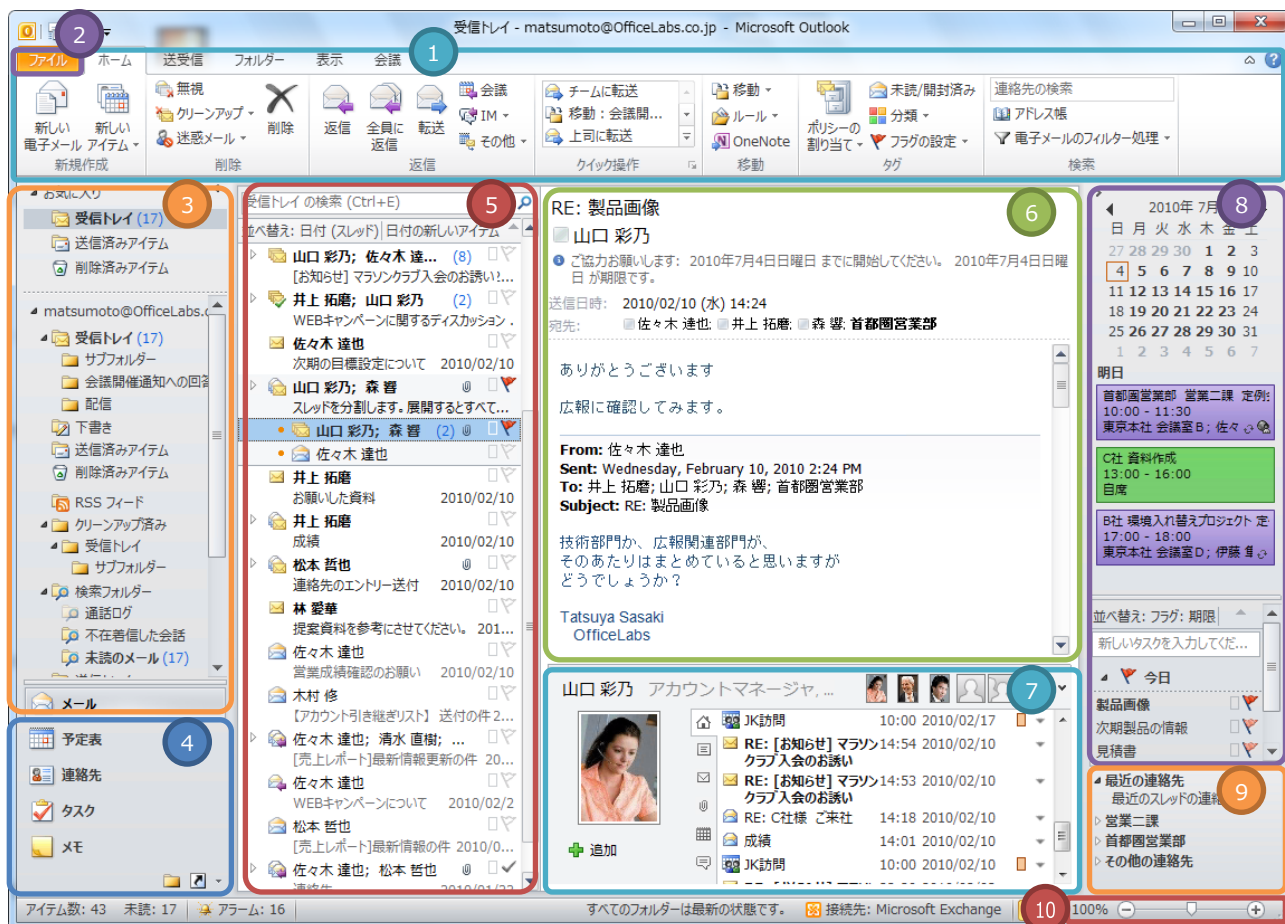 受信トレイ - matsumoto@OfficeLabs.co.jp - Microsoft Outlook
2
1
ファイル ホーム 送受信 フォルダー 表示 会議
新しい電子メール
新しいアイテム
新規作成
無視
クリーンアップ
迷惑メール
削除
削除
返信
全員に返信
転送
会議
IM
その他
返信
チームに転送
移動：会議開...
上司に転送
クイック操作
移動
ルール
OneNote
移動
ポリシーの割り当て
未読/開封済み
分類
フラグの設定
タグ
連絡先の検索
アドレス帳
電子メールのフィルター処理
検索
3
お気に入り
受信トレイ (17)
送信済みアイテム
削除済みアイテム
matsumoto@OfficeLabs.c
受信トレイ (17)
サブフォルダー
会議開催通知への回答
配信
下書き
送信済みアイテム
削除済みアイテム
RSS フィード
クリーンアップ済み
受信トレイ
サブフォルダー
検索フォルダー
通話ログ
不在着信した会話
未読のメール (17)
メール
4
予定表
連絡先
タスク
メモ
5
受信トレイ の検索 (Ctrl+E)
並べ替え: 日付 (スレッド) 日付の新しいアイテム
山口 彩乃; 佐々木 達... (8)
[お知らせ] マラソンクラブ入会のお誘い!...
井上 拓磨; 山口 彩乃 (2)
WEBキャンペーンに関するディスカッション .
佐々木 達也
次期の目標設定について 2010/02/10
山口 彩乃; 森 響
スレッドを分割します。展開するとすべて...
山口 彩乃; 森 響 (2)
佐々木 達也
井上 拓磨
お願いした資料 2010/02/10
井上 拓磨
成績 2010/02/10
松本 哲也
連絡先のエントリー送付 2010/02/10
林 愛華
提案資料を参考にさせてください。 201...
佐々木 達也
営業成績確認のお願い 2010/02/10
木村 修
【アカウント引き継ぎリスト】 送付の件 2...
佐々木 達也; 清水 直樹; ...
[売上レポート]最新情報更新の件 20...
佐々木 達也
WEBキャンペーンについて 2010/02/2
松本 哲也
[売上レポート]最新情報の件 2010/0...
佐々木 達也; 松本 哲也
連絡先 2010/01/22
6
RE: 製品画像
山口 彩乃
ご協力お願いします: 2010年7月4日日曜日 までに開始してください。 2010年7月4日日曜
日 が期限です。
送信日時: 2010/02/10 (水) 14:24
宛先: 佐々木 達也; 井上 拓磨; 森 響; 首都圏営業部
ありがとうございます
広報に確認してみます。
From: 佐々木 達也
Sent: Wednesday, February 10, 2010 2:24 PM
To: 井上 拓磨; 山口 彩乃; 森 響; 首都圏営業部
Subject: RE: 製品画像
技術部門か、広報関連部門が、
そのあたりはまとめていると思いますが
どうでしょうか？
Tatsuya Sasaki
OfficeLabs
7
山口 彩乃 アカウントマネージャ, ...
追加
JK訪問 10:00 2010/02/17
RE: [お知らせ] マラソン 14:54 2010/02/10
クラブ入会のお誘い
RE: [お知らせ] マラソン 14:53 2010/02/10
クラブ入会のお誘い
RE: C社様 ご来社 14:18 2010/02/10
成績 14:01 2010/02/10
JK訪問 10:00 2010/02/10
8
2010年 7月
日 月 火 水 木 金 土
27 28 29 30 1 2 3
4 5 6 7 8 9 10
11 12 13 14 15 16 17
18 19 20 21 22 23 24
25 26 27 28 29 30 31
1 2 3 4 5 6 7
明日
首都圏営業部 営業二課 定例
10:00 - 11:30
東京本社 会議室B; 佐々
C社 資料作成
13:00 - 16:00
自席
B社 環境入れ替えプロジェクト 定
17:00 - 18:00
東京本社 会議室D; 伊藤
並べ替え: フラグ: 期限
新しいタスクを入力してくだ...
今日
製品画像
次期製品の情報
見積書
9
最近の連絡先
最近のスレッドの連絡
営業二課
首都圏営業部
その他の連絡先
アイテム数: 43 未読: 17 アラーム: 16 すべてのフォルダーは最新の状態です。 接続先: Microsoft Exchange 10 100%